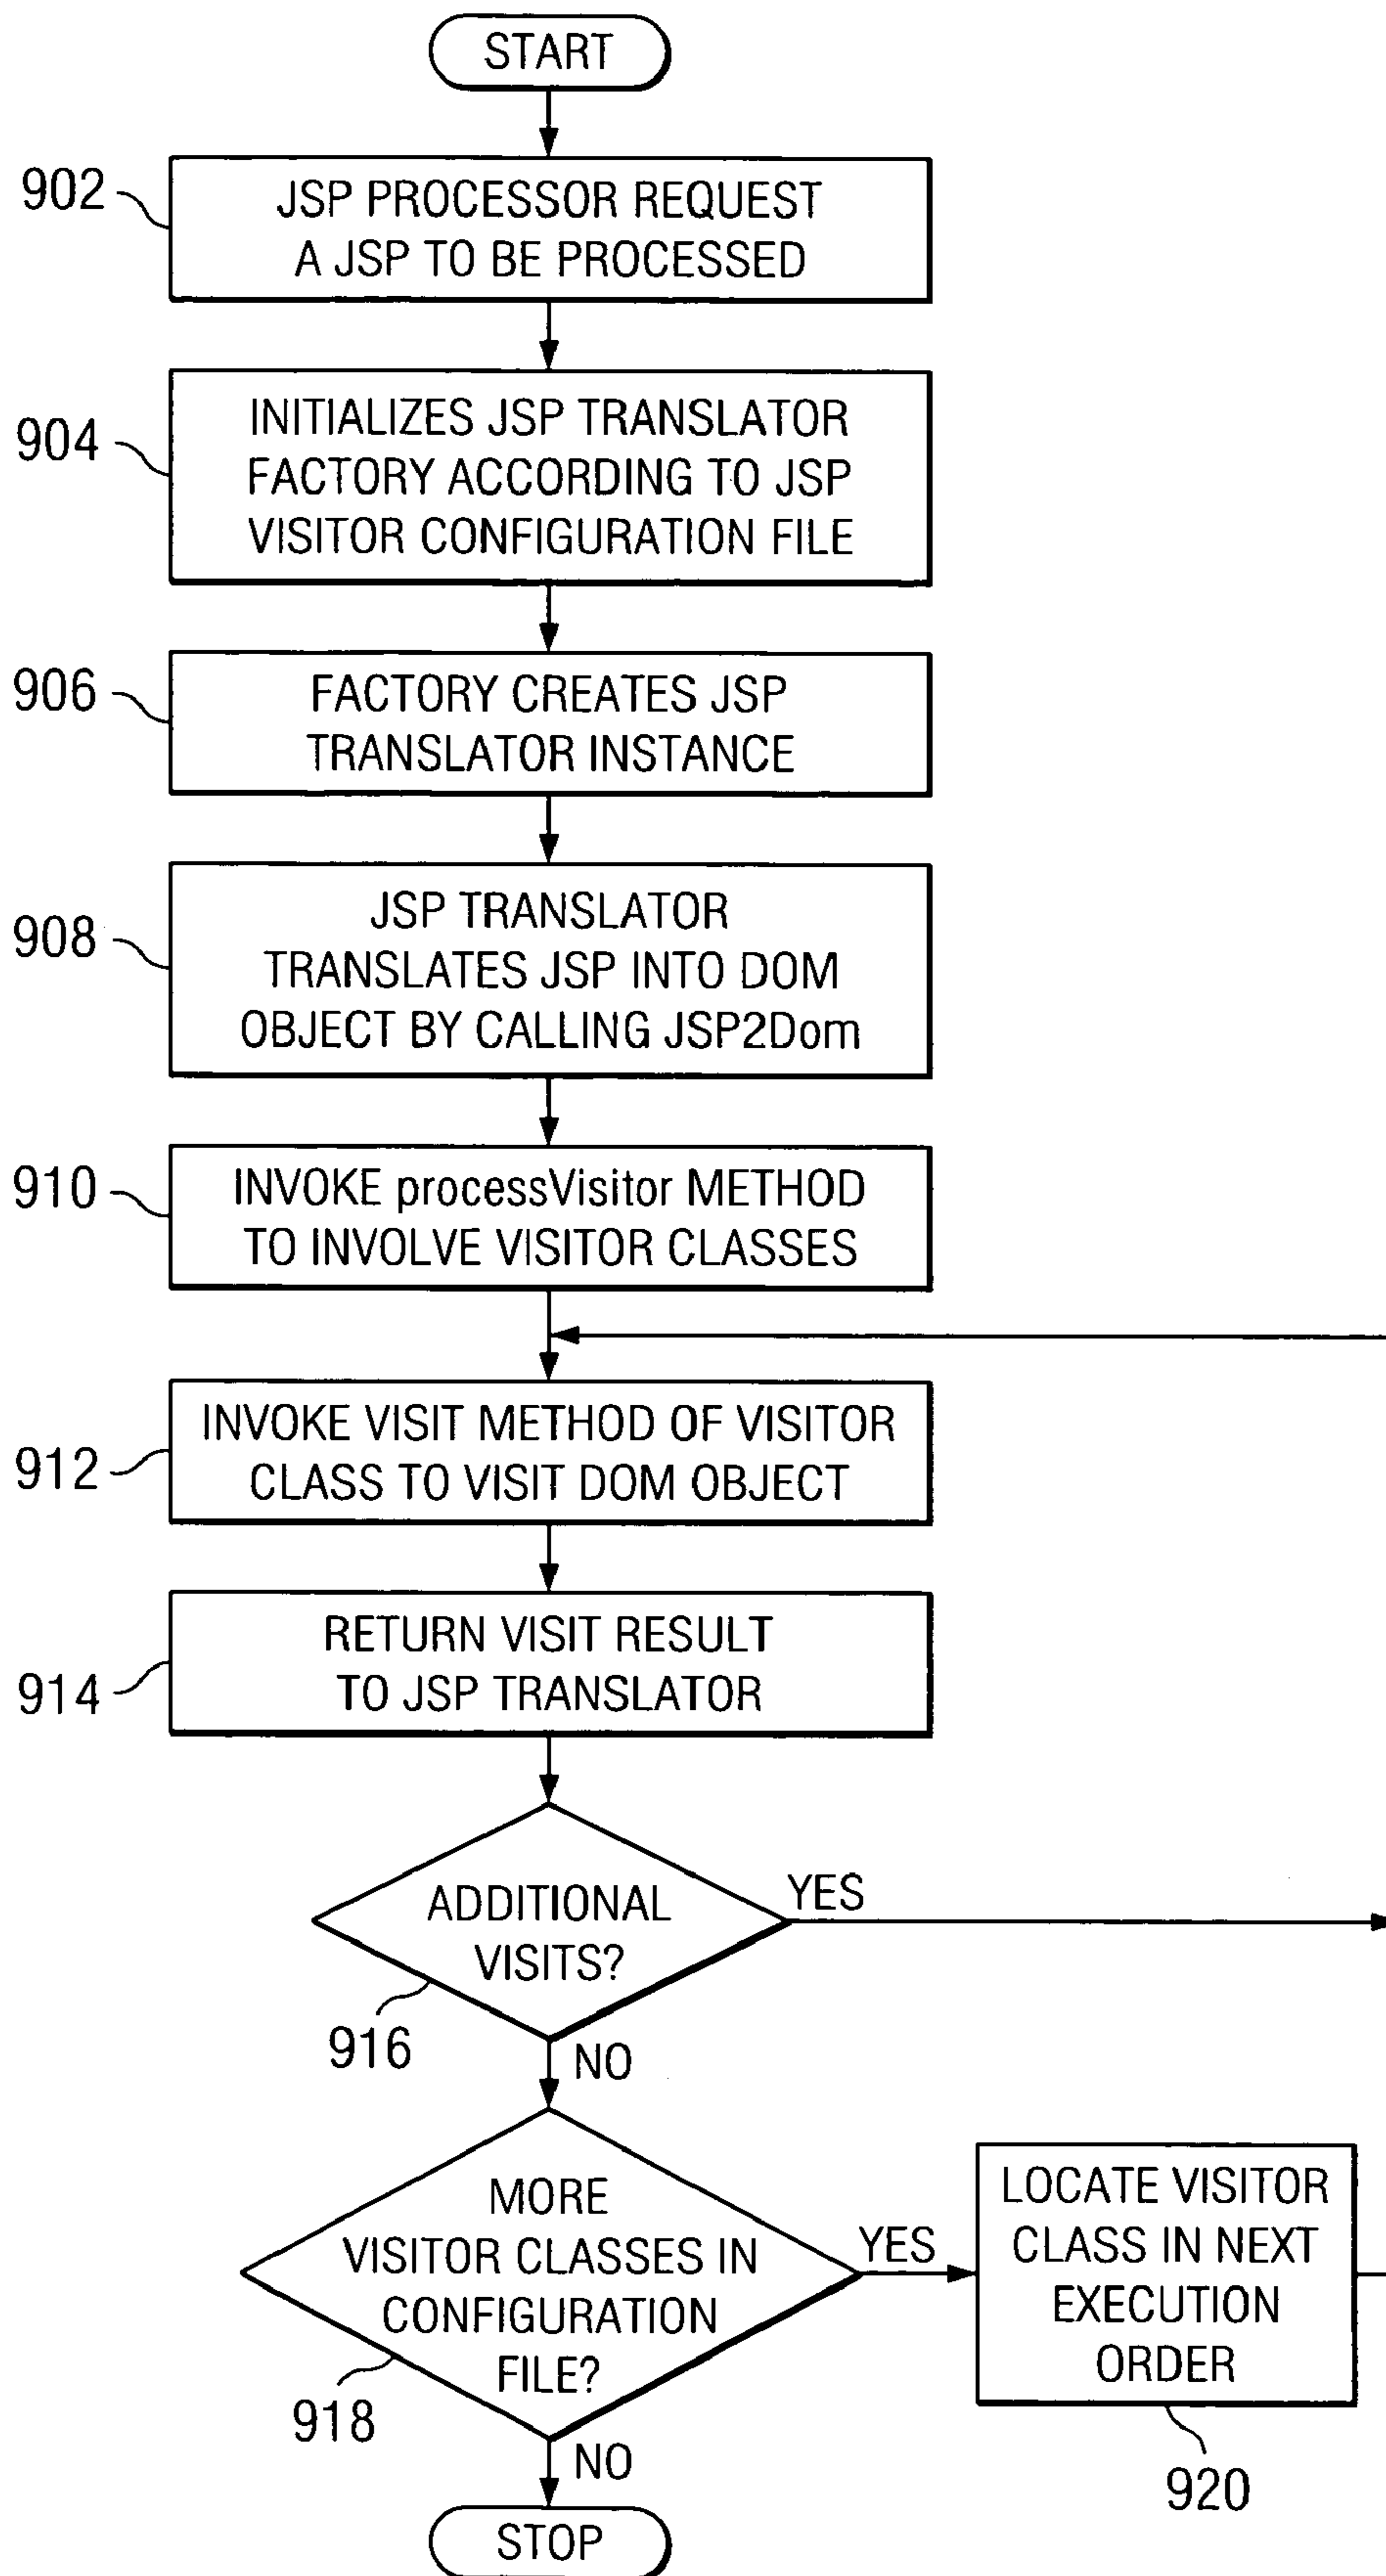 START
902
JSP PROCESSOR REQUEST
A JSP TO BE PROCESSED
904
INITIALIZES JSP TRANSLATOR
FACTORY ACCORDING TO JSP
VISITOR CONFIGURATION FILE
906
FACTORY CREATES JSP
TRANSLATOR INSTANCE
908
JSP TRANSLATOR
TRANSLATES JSP INTO DOM
OBJECT BY CALLING JSP2Dom
910
INVOKE processVisitor METHOD
TO INVOLVE VISITOR CLASSES
912
INVOKE VISIT METHOD OF VISITOR
CLASS TO VISIT DOM OBJECT
914
RETURN VISIT RESULT
TO JSP TRANSLATOR
ADDITIONAL
VISITS?
YES
916
NO
MORE
VISITOR CLASSES IN
CONFIGURATION
FILE?
YES
918
LOCATE VISITOR
CLASS IN NEXT
EXECUTION
ORDER
920
NO
STOP